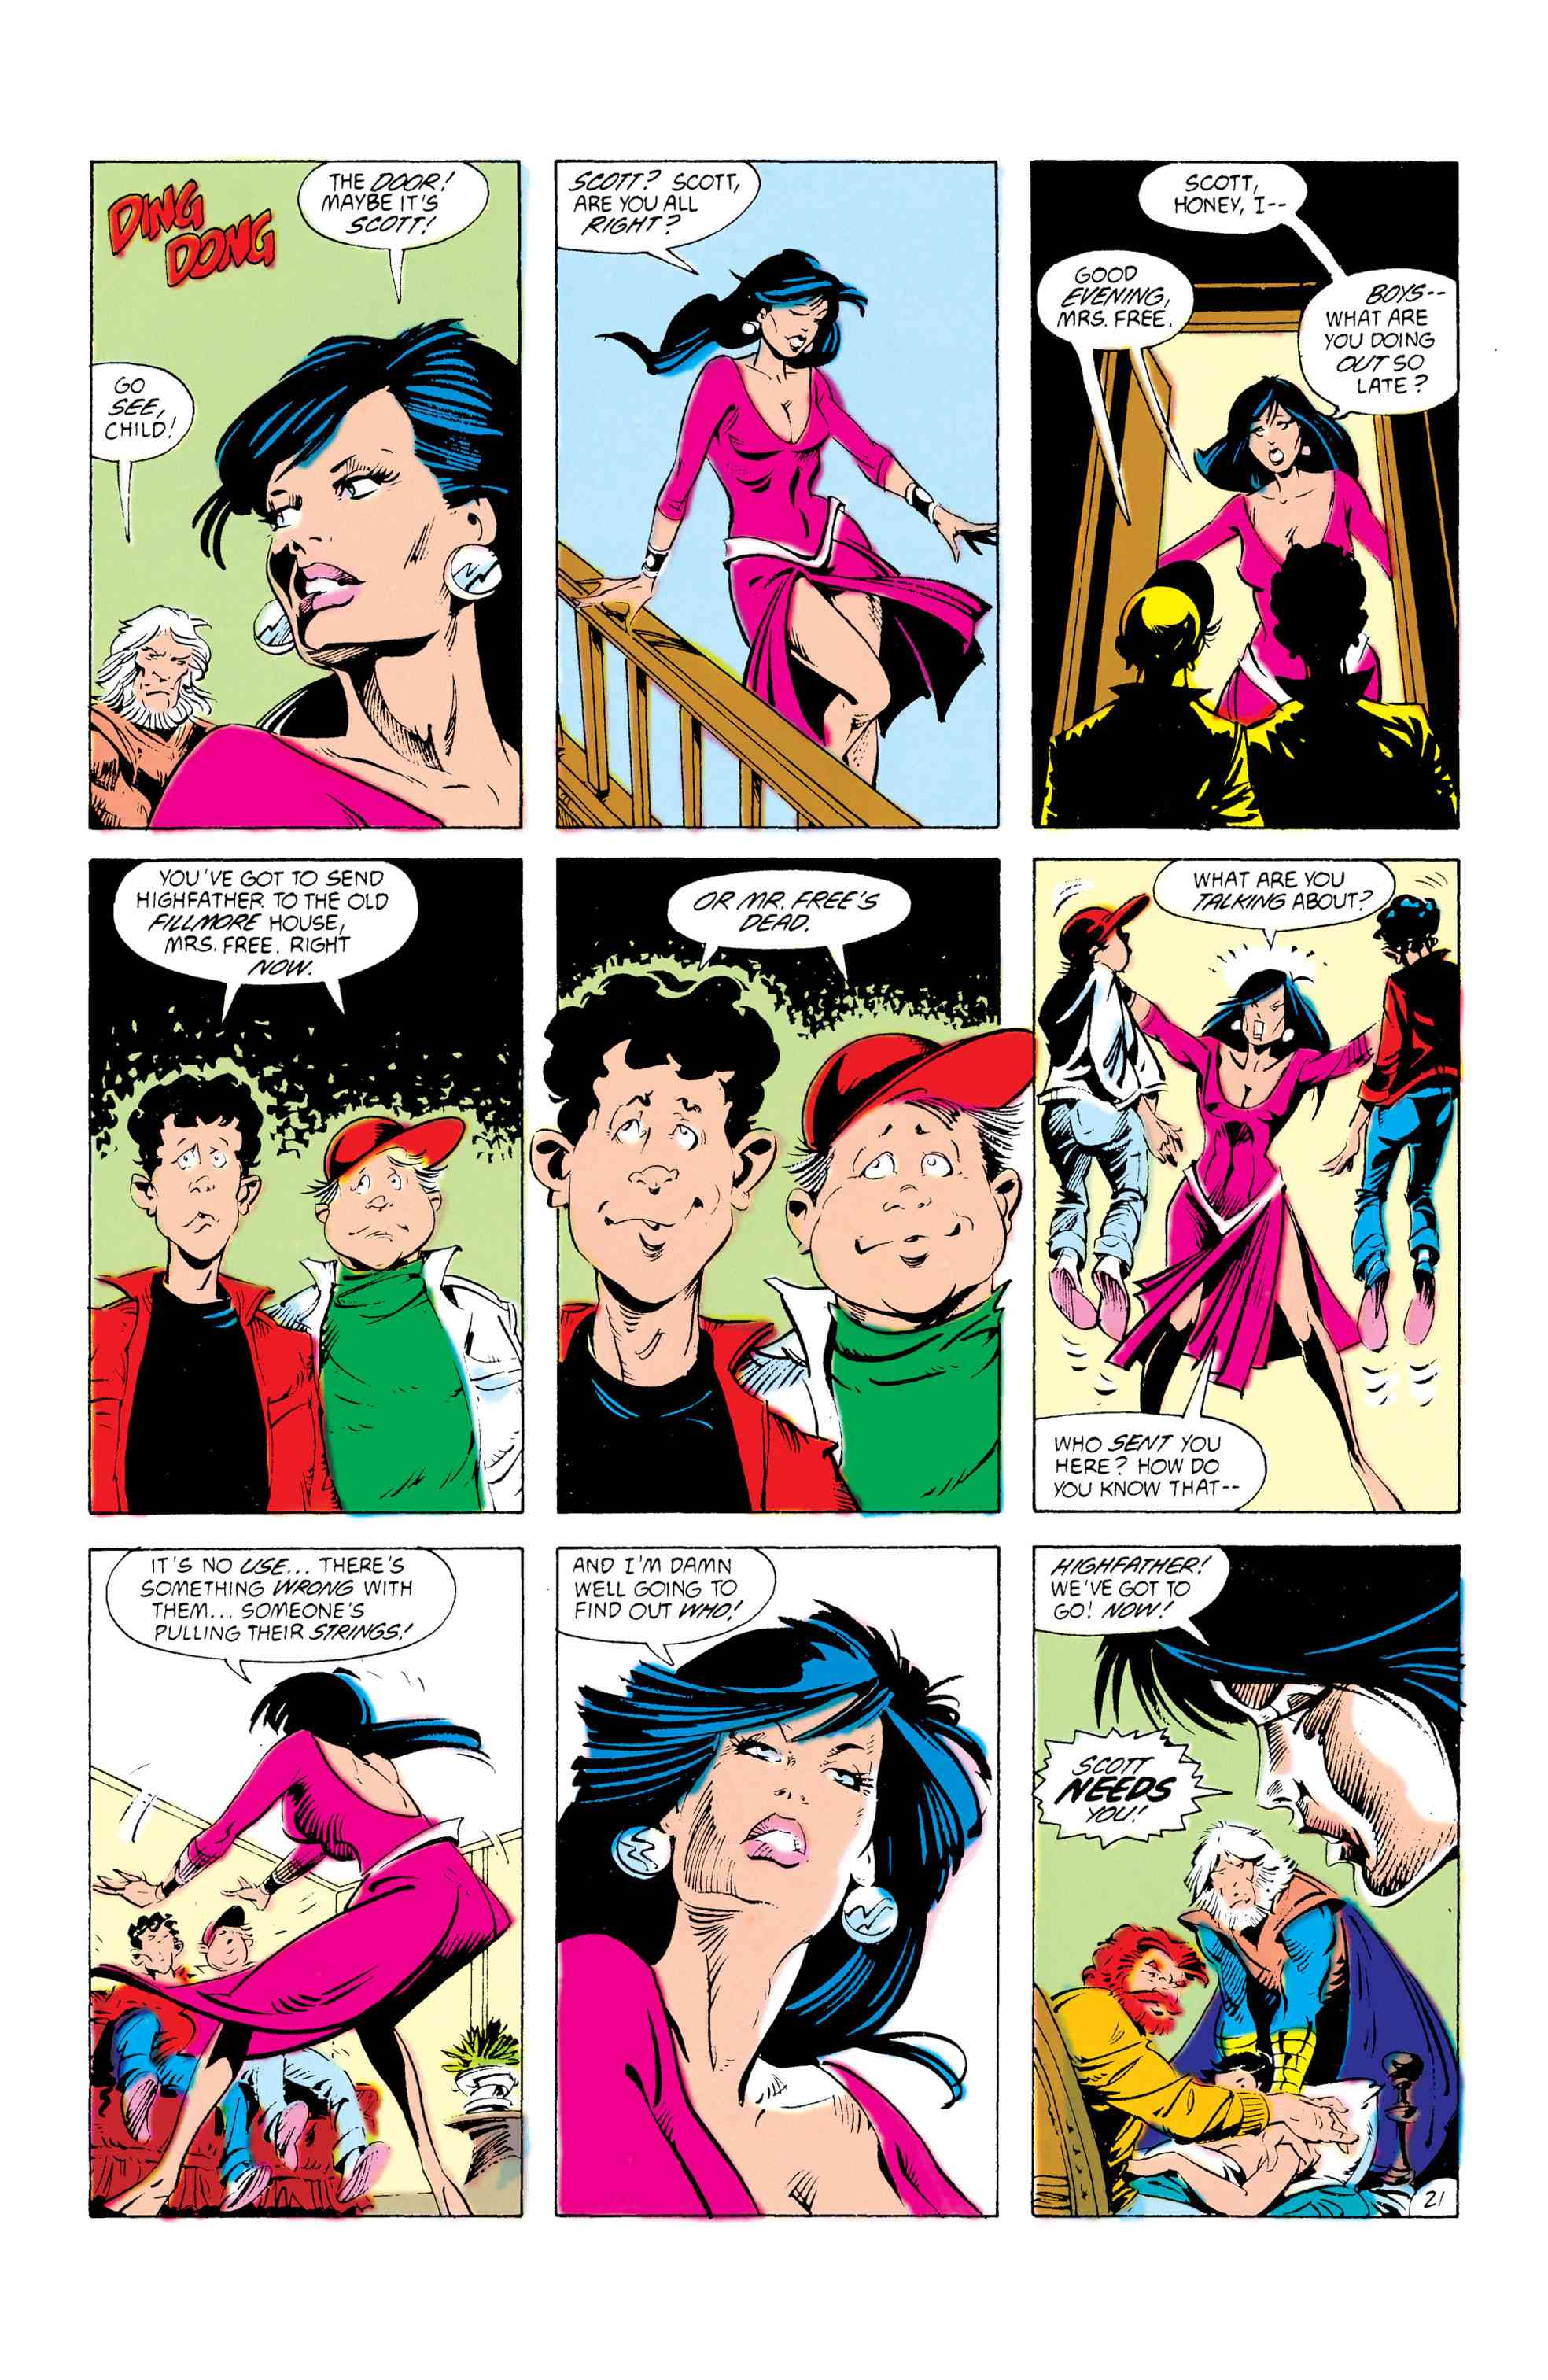 DING
DONG
THE DOOR!
MAYBE IT'S
SCOTT!
GO
SEE,
CHILD!
SCOTT? SCOTT,
ARE YOU ALL
RIGHT?
SCOTT,
HONEY, I--
GOOD
EVENING,
MRS. FREE.
BOYS--
WHAT ARE
YOU DOING
OUT SO
LATE?
YOU'VE GOT TO SEND
HIGHFATHER TO THE OLD
FILLMORE HOUSE,
MRS. FREE. RIGHT
NOW.
OR MR. FREE'S
DEAD.
WHAT ARE YOU
TALKING ABOUT?
WHO SENT YOU
HERE? HOW DO
YOU KNOW THAT--
IT'S NO USE... THERE'S
SOMETHING WRONG WITH
THEM... SOMEONE'S
PULLING THEIR STRINGS!
AND I'M DAMN
WELL GOING TO
FIND OUT WHO!
HIGHFATHER!
WE'VE GOT TO
GO! NOW!
SCOTT
NEEDS
YOU!
21